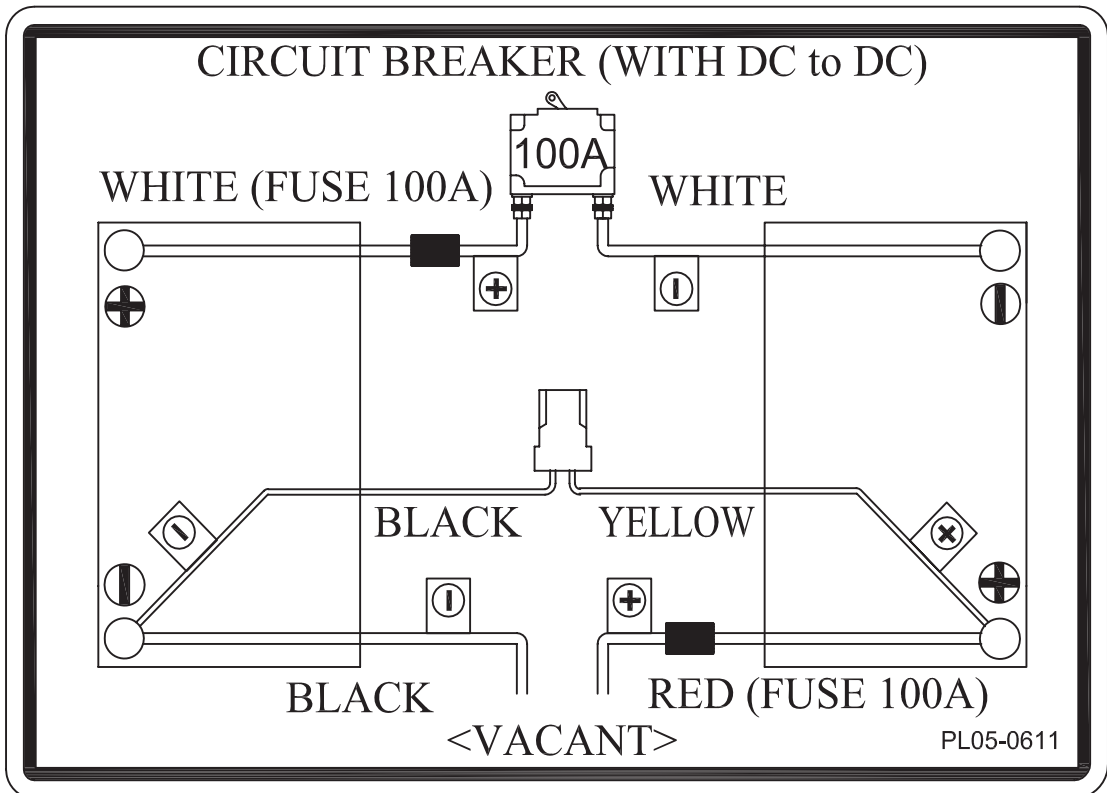 CIRCUIT BREAKER (WITH DC to DC)
100A
WHITE (FUSE 100A)
WHITE
BLACK
YELLOW
BLACK
RED (FUSE 100A)
<VACANT>
PL05-0611